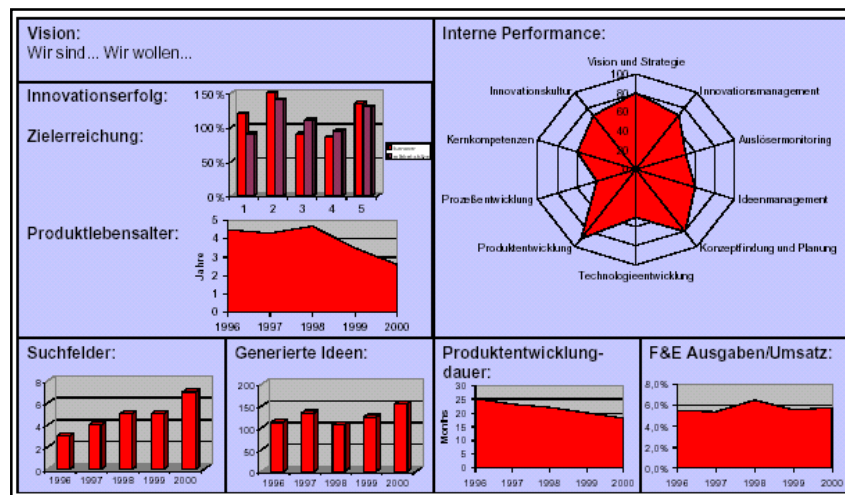 Vision:
Wir sind... Wir wollen...
Innovationserfolg:
Zielerreichung:
150 %
100%
50%
0 %
1 2 3 4 5
Produktlebensalter:
Jahre
5
4
3
2
1
0
1996 1997 1998 1999 2000
Interne Performance:
Vision und Strategie
100
80
60
40
20
0
Innovationskultur
Innovationsmanagement
Kernkompetenzen
Auslösermonitoring
Prozeßentwicklung
Ideenmanagement
Produktentwicklung
Konzeptfindung und Planung
Technologieentwicklung
Suchfelder:
8
6
4
2
0
1996 1997 1998 1999 2000
Generierte Ideen:
200
150
100
50
0
1996 1997 1998 1999 2000
Produktentwicklung-
dauer:
Months
30
25
20
15
10
5
0
1996 1997 1998 1999 2000
F&E Ausgaben/Umsatz:
8,0%
6,0%
4,0%
2,0%
0,0%
1996 1997 1998 1999 2000